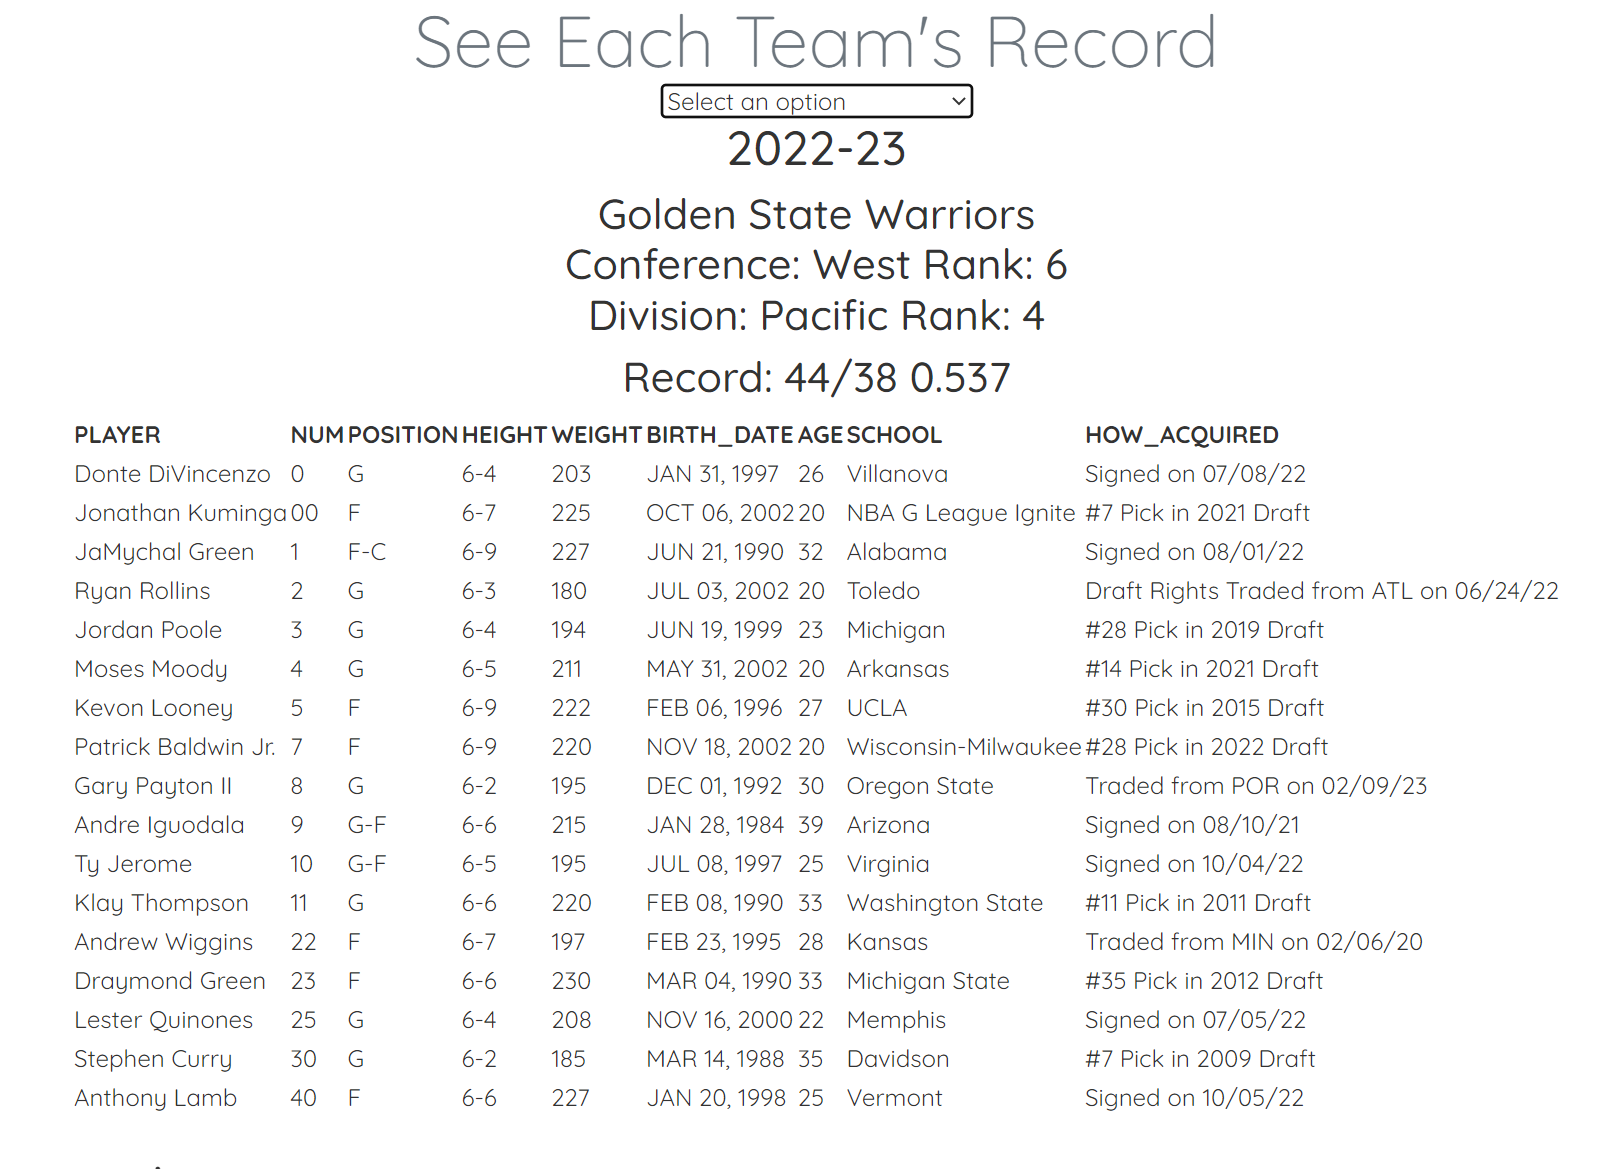 See Each Team's Record
Select an option
2022-23
Golden State Warriors
Conference: West Rank: 6
Division: Pacific Rank: 4
Record: 44/38 0.537
PLAYER NUM POSITION HEIGHT WEIGHT BIRTH_DATE AGE SCHOOL HOW_ACQUIRED
Donte DiVincenzo 0 G 6-4 203 JAN 31, 1997 26 Villanova Signed on 07/08/22
Jonathan Kuminga 00 F 6-7 225 OCT 06, 2002 20 NBA G League Ignite #7 Pick in 2021 Draft
JaMychal Green 1 F-C 6-9 227 JUN 21, 1990 32 Alabama Signed on 08/01/22
Ryan Rollins 2 G 6-3 180 JUL 03, 2002 20 Toledo Draft Rights Traded from ATL on 06/24/22
Jordan Poole 3 G 6-4 194 JUN 19, 1999 23 Michigan #28 Pick in 2019 Draft
Moses Moody 4 G 6-5 211 MAY 31, 2002 20 Arkansas #14 Pick in 2021 Draft
Kevon Looney 5 F 6-9 222 FEB 06, 1996 27 UCLA #30 Pick in 2015 Draft
Patrick Baldwin Jr. 7 F 6-9 220 NOV 18, 2002 20 Wisconsin-Milwaukee #28 Pick in 2022 Draft
Gary Payton II 8 G 6-2 195 DEC 01, 1992 30 Oregon State Traded from POR on 02/09/23
Andre Iguodala 9 G-F 6-6 215 JAN 28, 1984 39 Arizona Signed on 08/10/21
Ty Jerome 10 G-F 6-5 195 JUL 08, 1997 25 Virginia Signed on 10/04/22
Klay Thompson 11 G 6-6 220 FEB 08, 1990 33 Washington State #11 Pick in 2011 Draft
Andrew Wiggins 22 F 6-7 197 FEB 23, 1995 28 Kansas Traded from MIN on 02/06/20
Draymond Green 23 F 6-6 230 MAR 04, 1990 33 Michigan State #35 Pick in 2012 Draft
Lester Quinones 25 G 6-4 208 NOV 16, 2000 22 Memphis Signed on 07/05/22
Stephen Curry 30 G 6-2 185 MAR 14, 1988 35 Davidson #7 Pick in 2009 Draft
Anthony Lamb 40 F 6-6 227 JAN 20, 1998 25 Vermont Signed on 10/05/22